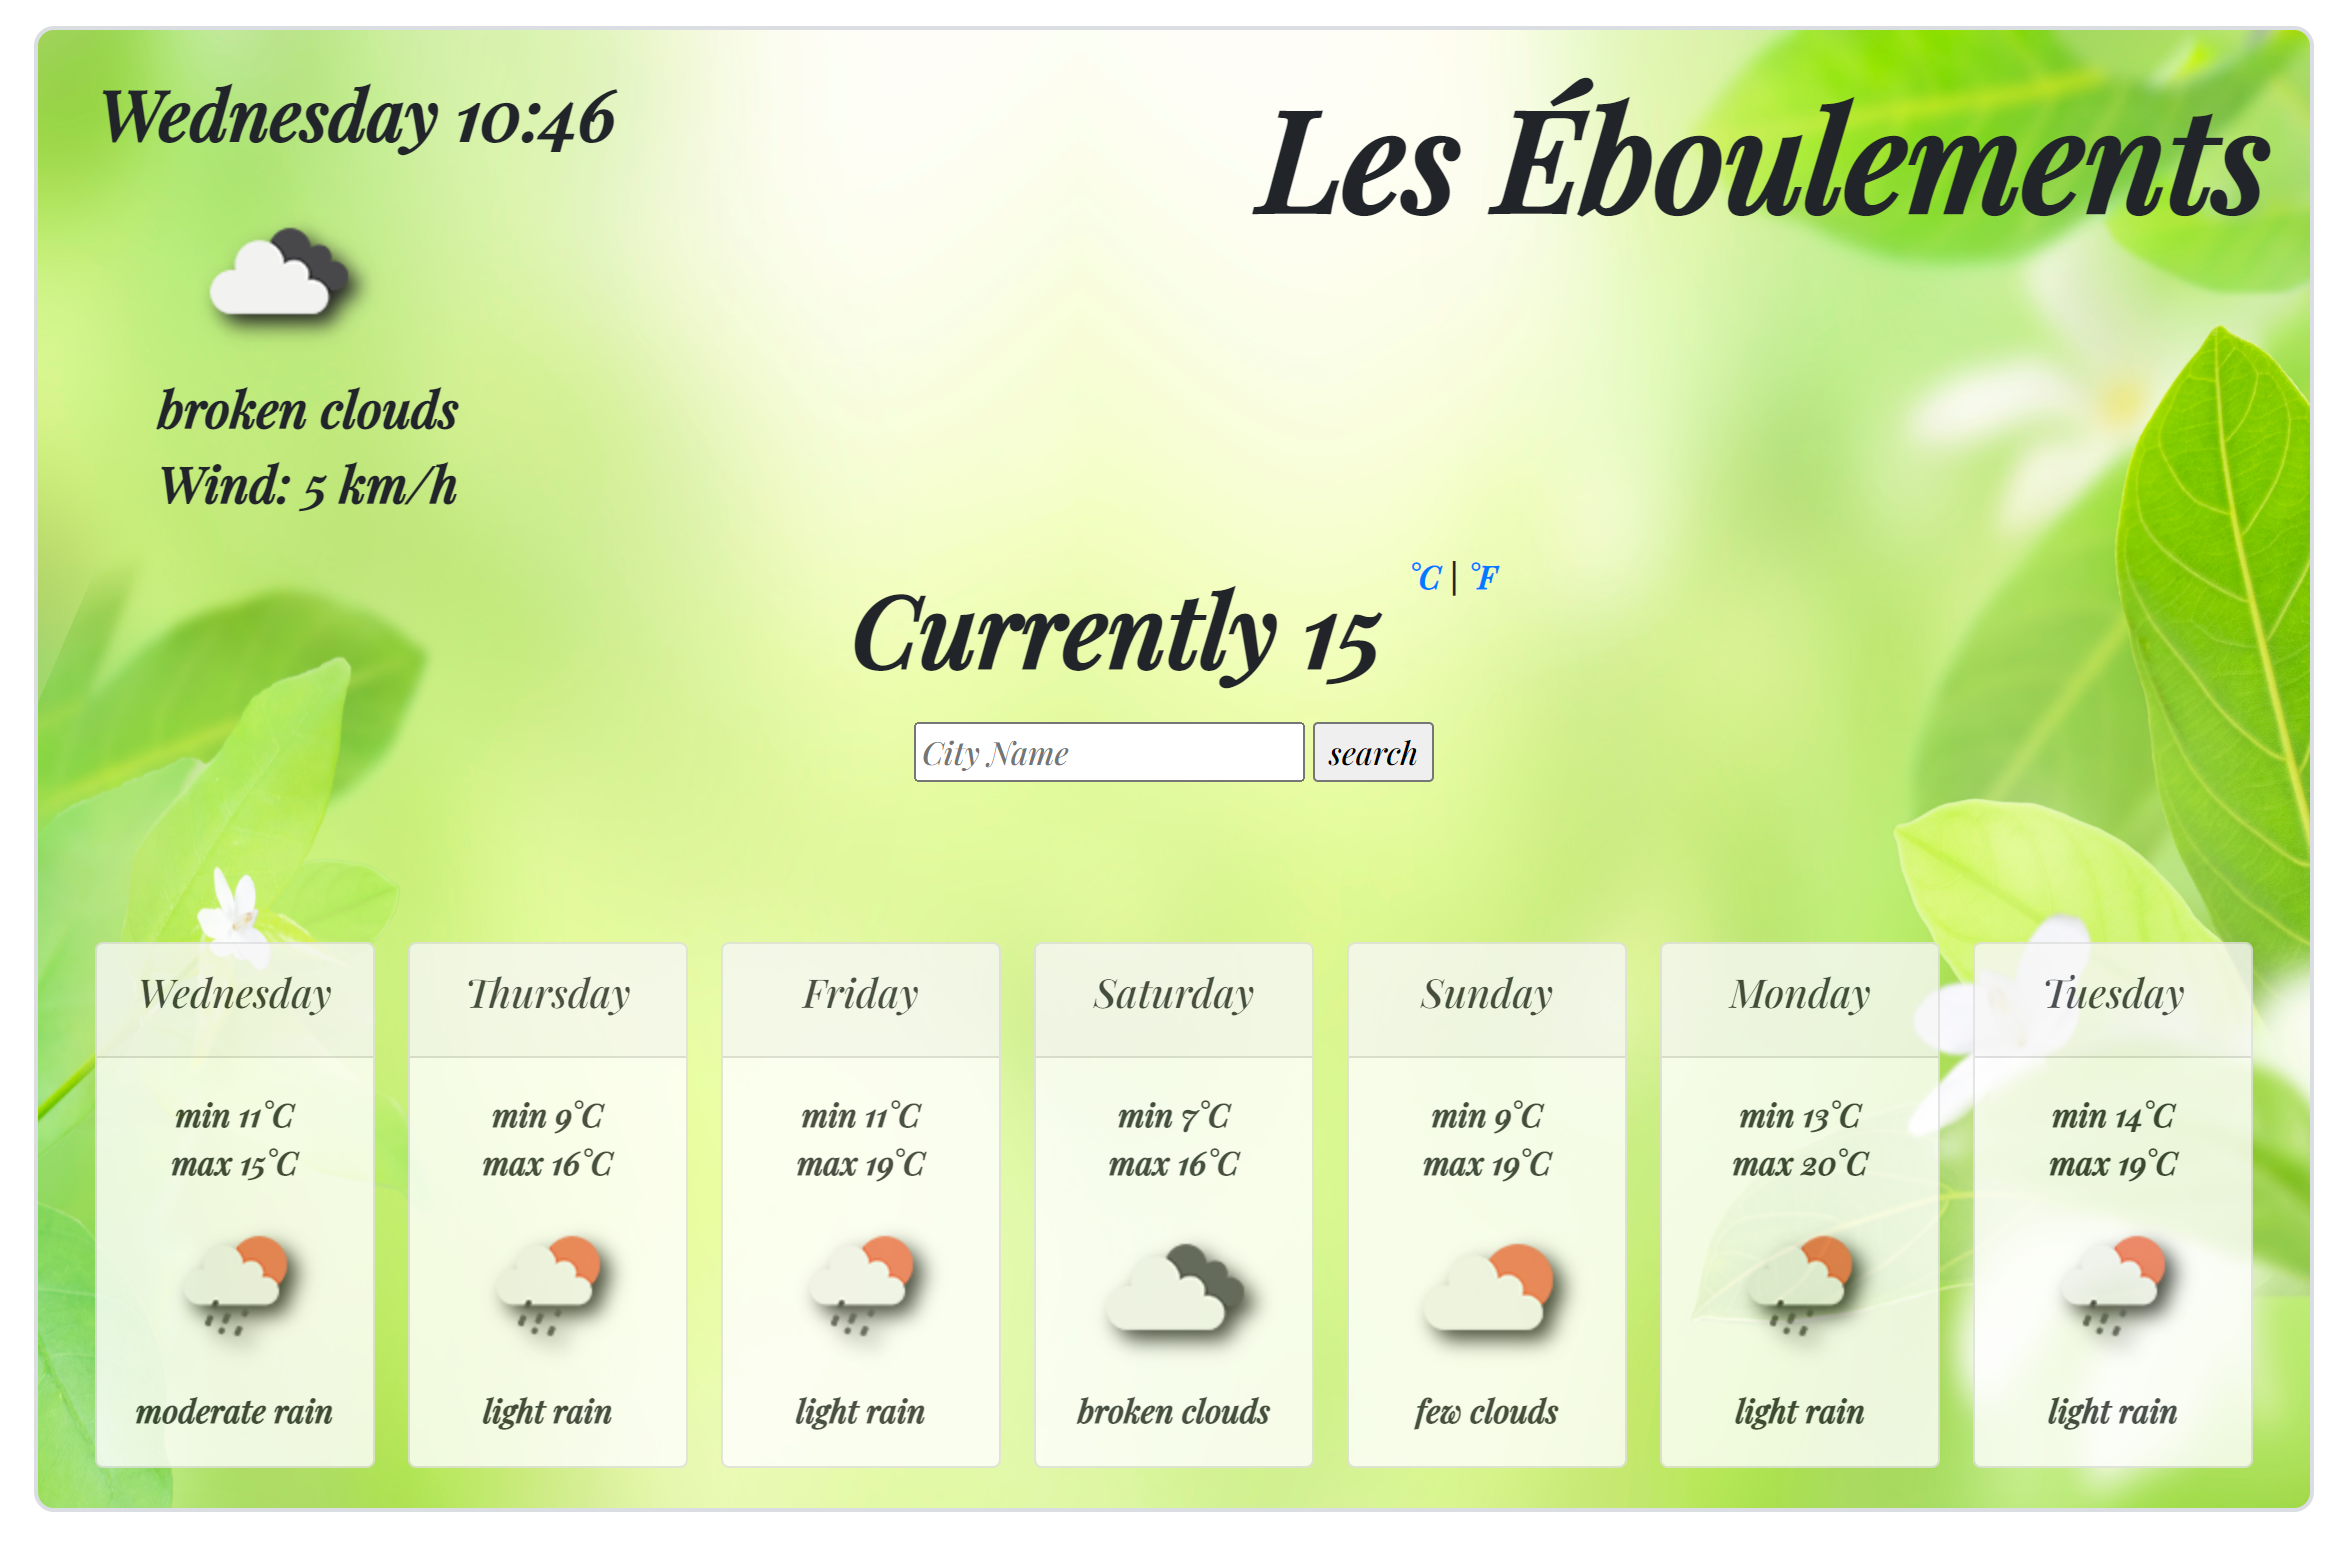 Wednesday 10:46
Les Éboulements
broken clouds
Wind: 5 km/h
Currently 15 °C | °F
City Name search
Wednesday
min 11°C
max 15°C
moderate rain
Thursday
min 9°C
max 16°C
light rain
Friday
min 11°C
max 19°C
light rain
Saturday
min 7°C
max 16°C
broken clouds
Sunday
min 9°C
max 19°C
few clouds
Monday
min 13°C
max 20°C
light rain
Tuesday
min 14°C
max 19°C
light rain